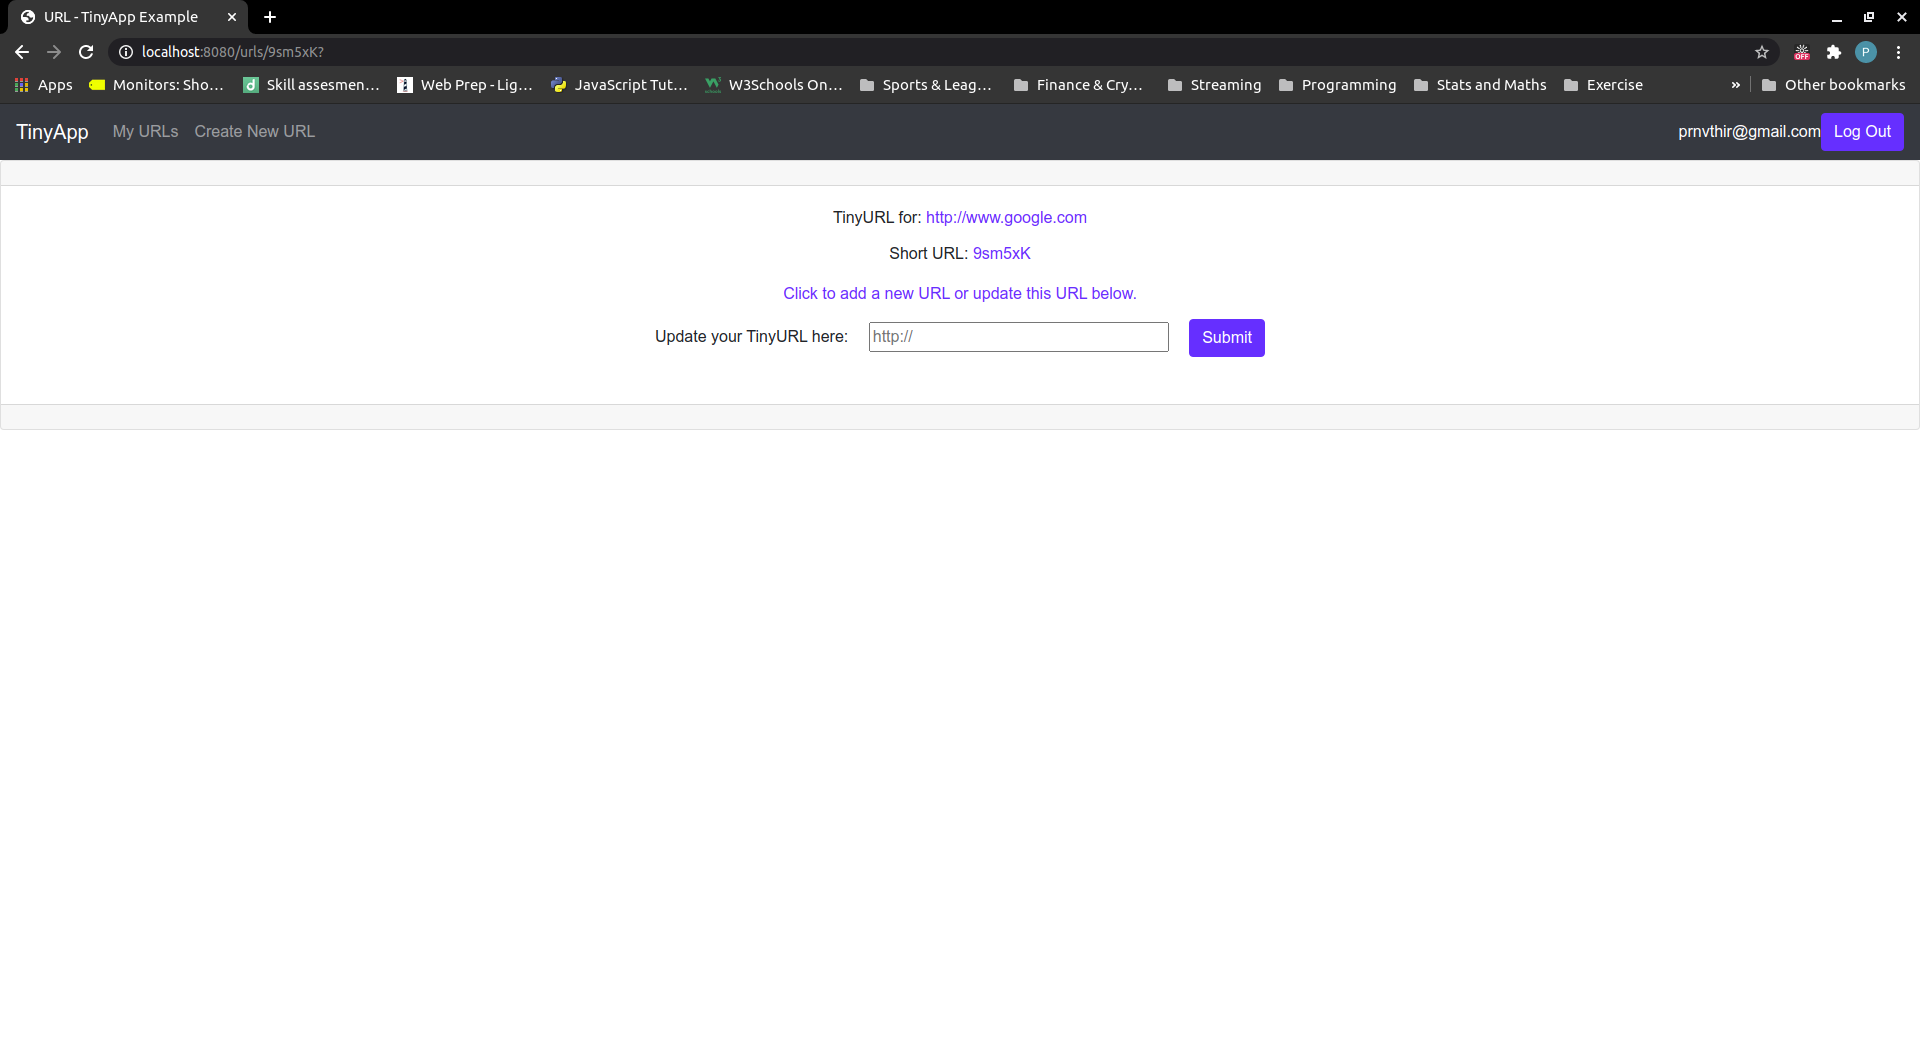 URL - TinyApp Example
localhost:8080/urls/9sm5xK?
OFF
P
Apps Monitors: Sho... Skill assesmen... Web Prep - Lig... JavaScript Tut... W3Schools On... Sports & Leag... Finance & Cry... Streaming Programming Stats and Maths Exercise » Other bookmarks
TinyApp My URLs Create New URL prnvthir@gmail.com Log Out
TinyURL for: http://www.google.com
Short URL: 9sm5xK
Click to add a new URL or update this URL below.
Update your TinyURL here: http:// Submit